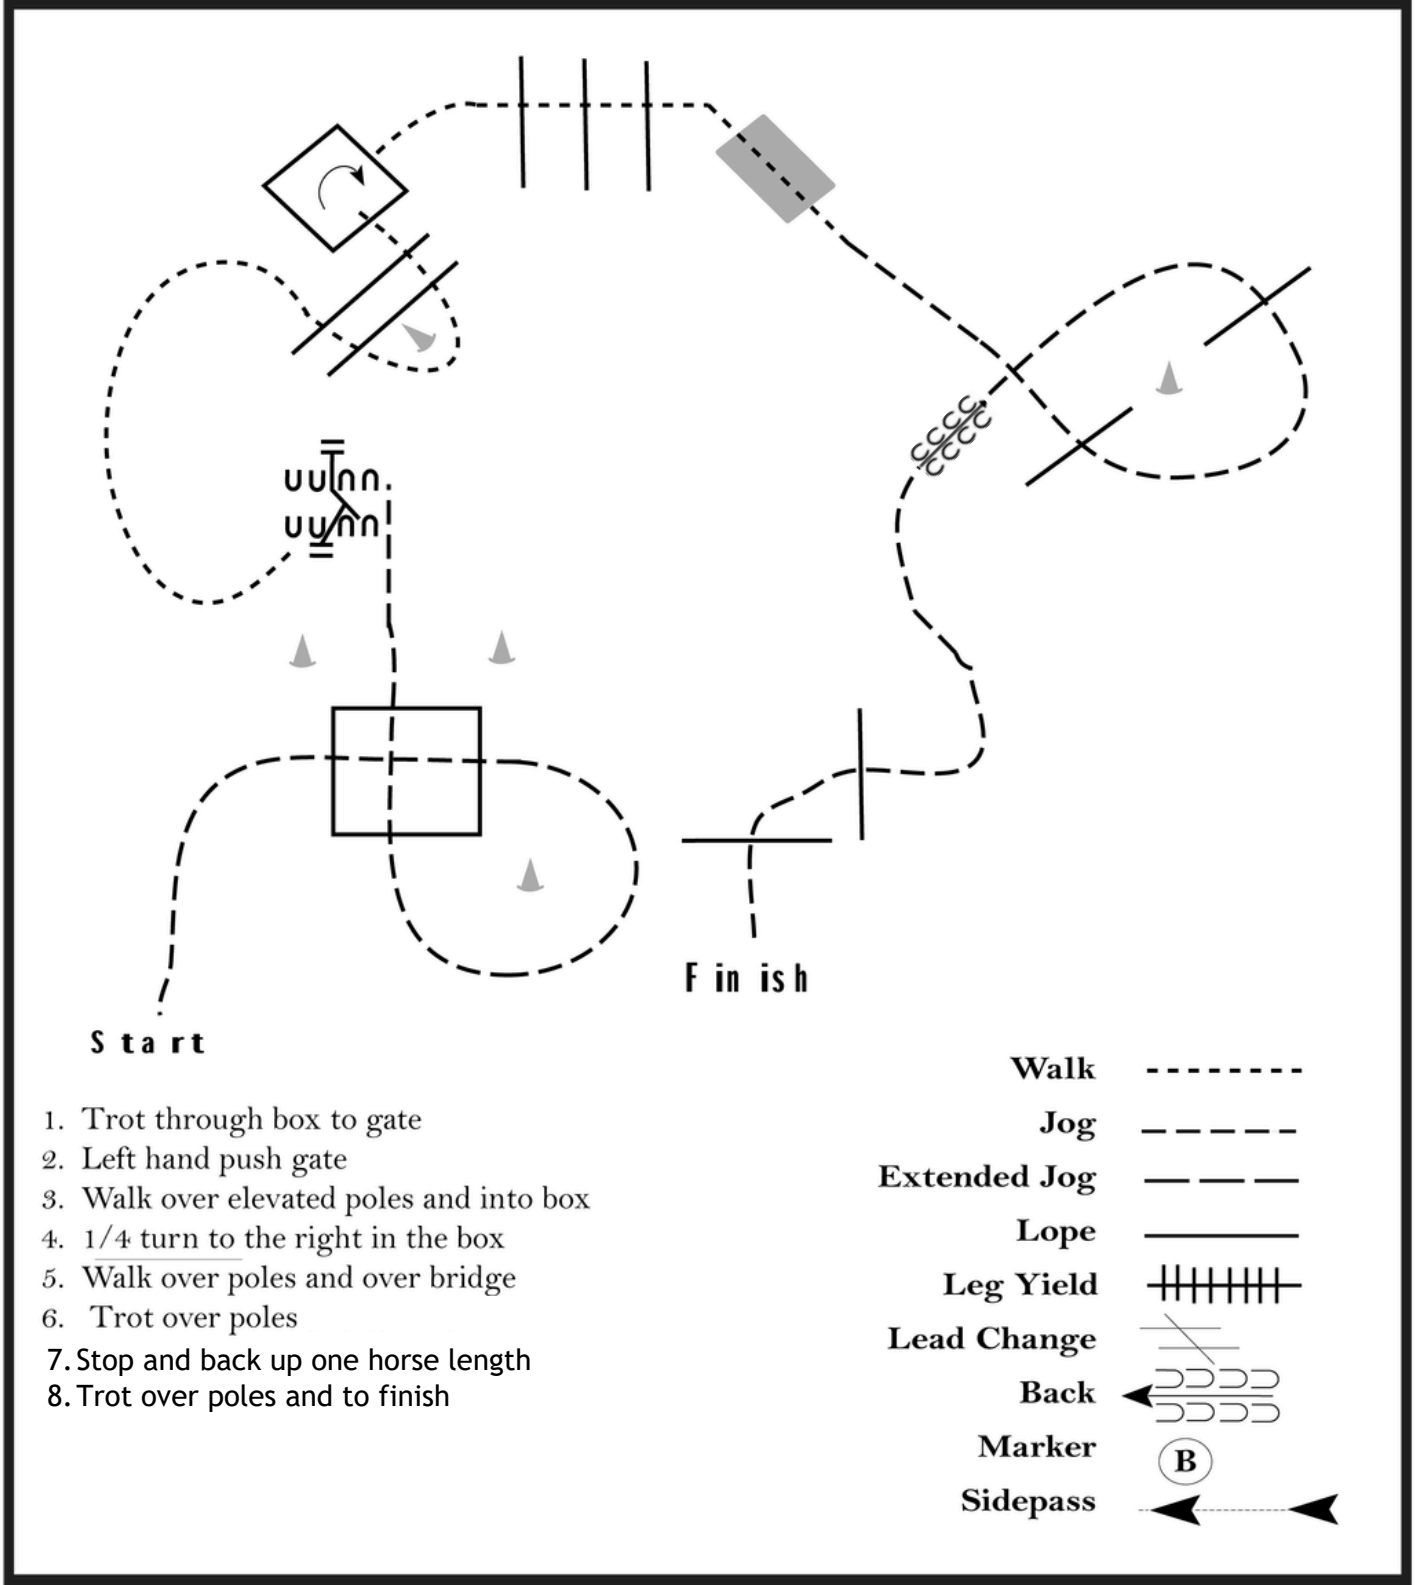 Finish
Start
1. Trot through box to gate
2. Left hand push gate
3. Walk over elevated poles and into box
4. 1/4 turn to the right in the box
5. Walk over poles and over bridge
6. Trot over poles
7. Stop and back up one horse length
8. Trot over poles and to finish
Walk
Jog
Extended Jog
Lope
Leg Yield
Lead Change
Back
Marker B
Sidepass